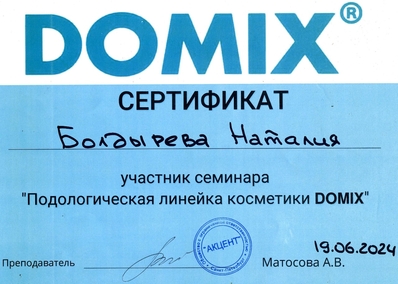 DOMIX®
СЕРТИФИКАТ
Болдырева Наталия
участник семинара
"Подологическая линейка косметики DOMIX"
"АКЦЕНТ"
19.06.2024
Преподаватель
Матосова А.В.